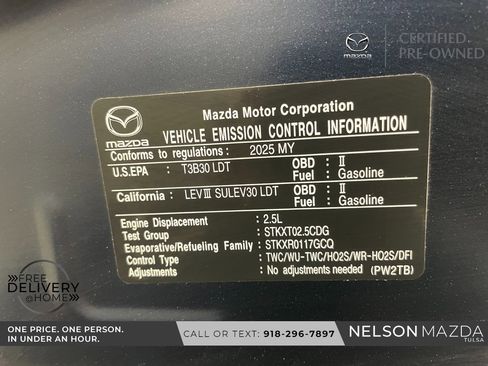 CERTIFIED
PRE-OWNED
mazda
mazda
Mazda Motor Corporation
VEHICLE EMISSION CONTROL INFORMATION
Conforms to regulations: 2025 MY
U.S.EPA : T3B30 LDT OBD : II
Fuel : Gasoline
California : LEVIII SULEV30 LDT OBD : II
Fuel : Gasoline
Engine Displacement : 2.5L
Test Group : STKXT02.5CDG
Evaporative/Refueling Family : STKXR0117GCQ
Control Type : TWC/WU-TWC/HO2S/WR-HO2S/DFI
Adjustments : No adjustments needed (PW2TB)
FREE
DELIVERY
@HOME
ONE PRICE. ONE PERSON.
IN UNDER AN HOUR.
CALL OR TEXT: 918-296-7897
NELSON MAZDA
TULSA